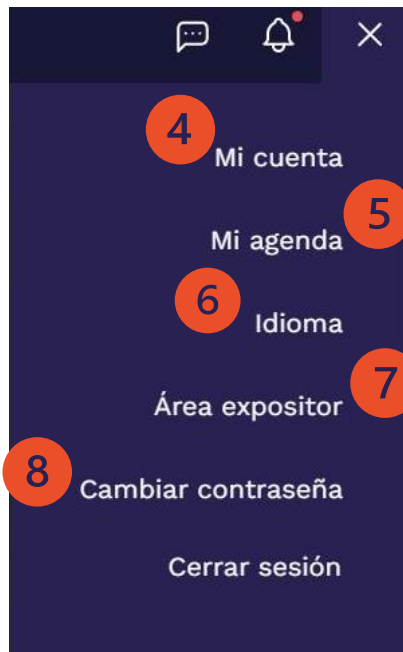 4
Mi cuenta
5
Mi agenda
6
Idioma
7
Área expositor
8
Cambiar contraseña
Cerrar sesión